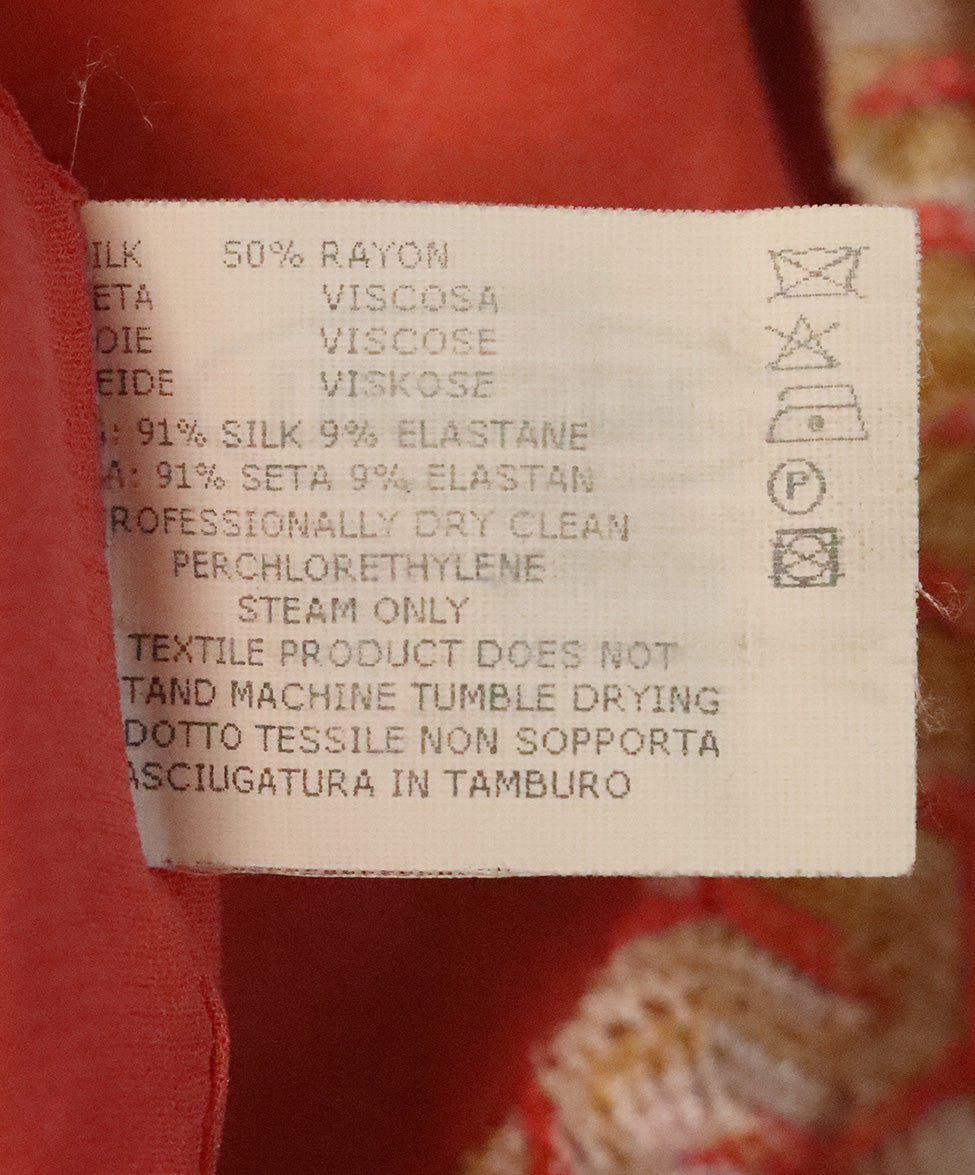 ILK 50% RAYON
ETA VISCOSA
OIE VISCOSE
EIDE VISKOSE
: 91% SILK 9% ELASTANE
A: 91% SETA 9% ELASTAN
ROFESSIONALLY DRY CLEAN
PERCHLORETHYLENE
STEAM ONLY
TEXTILE PRODUCT DOES NOT
TAND MACHINE TUMBLE DRYING
DOTTO TESSILE NON SOPPORTA
ASCIUGATURA IN TAMBURO
P